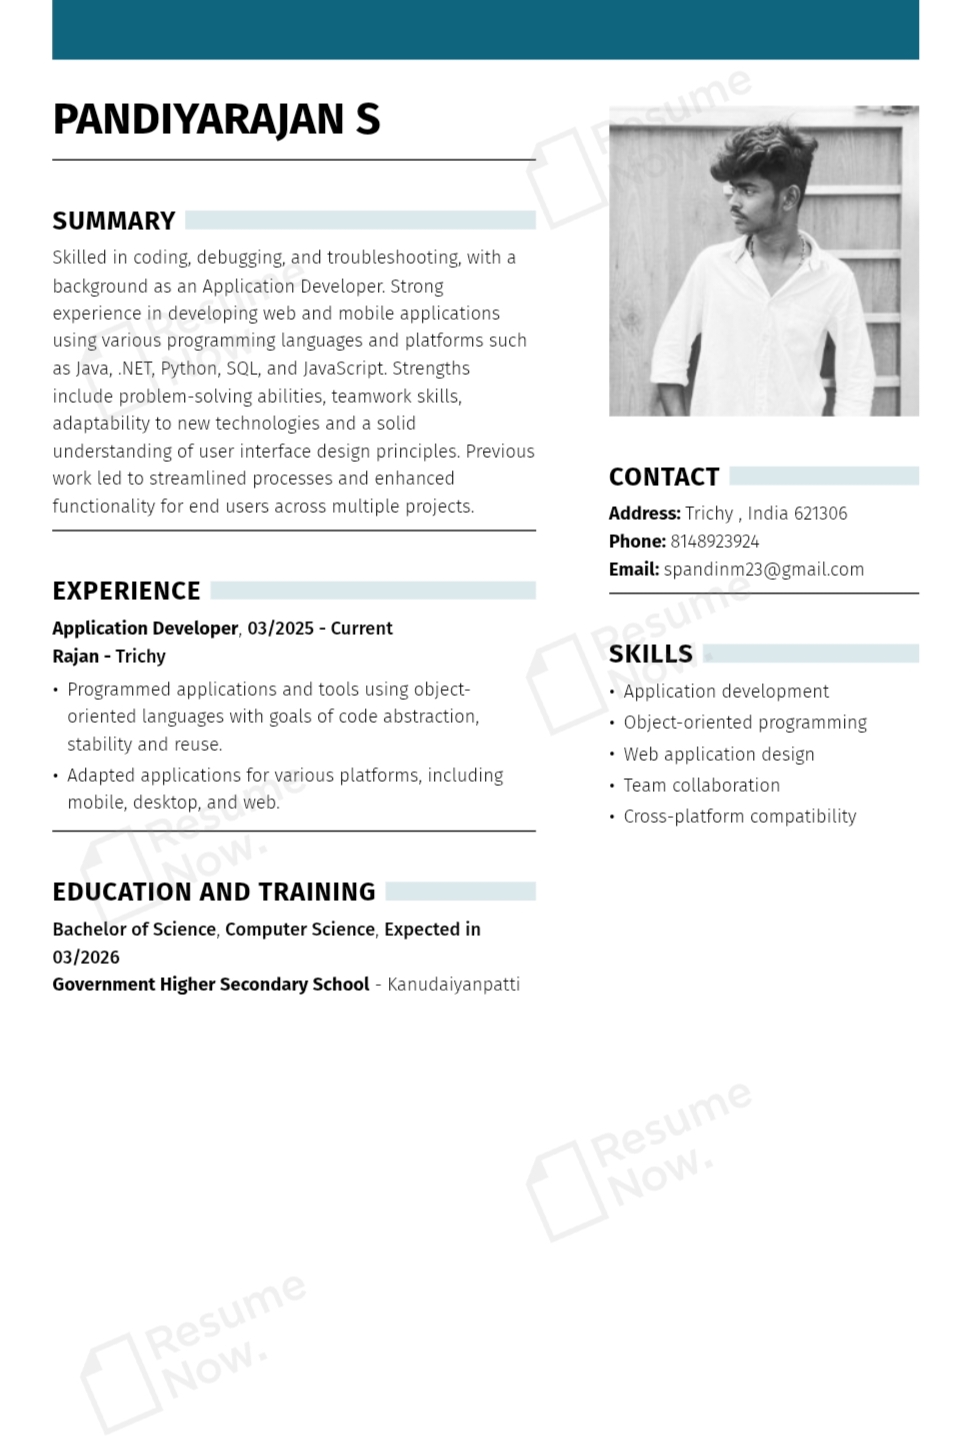 PANDIYARAJAN S
SUMMARY
Skilled in coding, debugging, and troubleshooting, with a
background as an Application Developer. Strong
experience in developing web and mobile applications
using various programming languages and platforms such
as Java, .NET, Python, SQL, and JavaScript. Strengths
include problem-solving abilities, teamwork skills,
adaptability to new technologies and a solid
understanding of user interface design principles. Previous
work led to streamlined processes and enhanced
functionality for end users across multiple projects.
EXPERIENCE
Application Developer, 03/2025 - Current
Rajan - Trichy
• Programmed applications and tools using object-
oriented languages with goals of code abstraction,
stability and reuse.
• Adapted applications for various platforms, including
mobile, desktop, and web.
EDUCATION AND TRAINING
Bachelor of Science, Computer Science, Expected in
03/2026
Government Higher Secondary School - Kanudaiyanpatti
CONTACT
Address: Trichy , India 621306
Phone: 8148923924
Email: spandinm23@gmail.com
SKILLS
• Application development
• Object-oriented programming
• Web application design
• Team collaboration
• Cross-platform compatibility
Resume
Now.
Resume
Now.
Resume
Now.
Resume
Now.
Resume
Now.
Resume
Now.